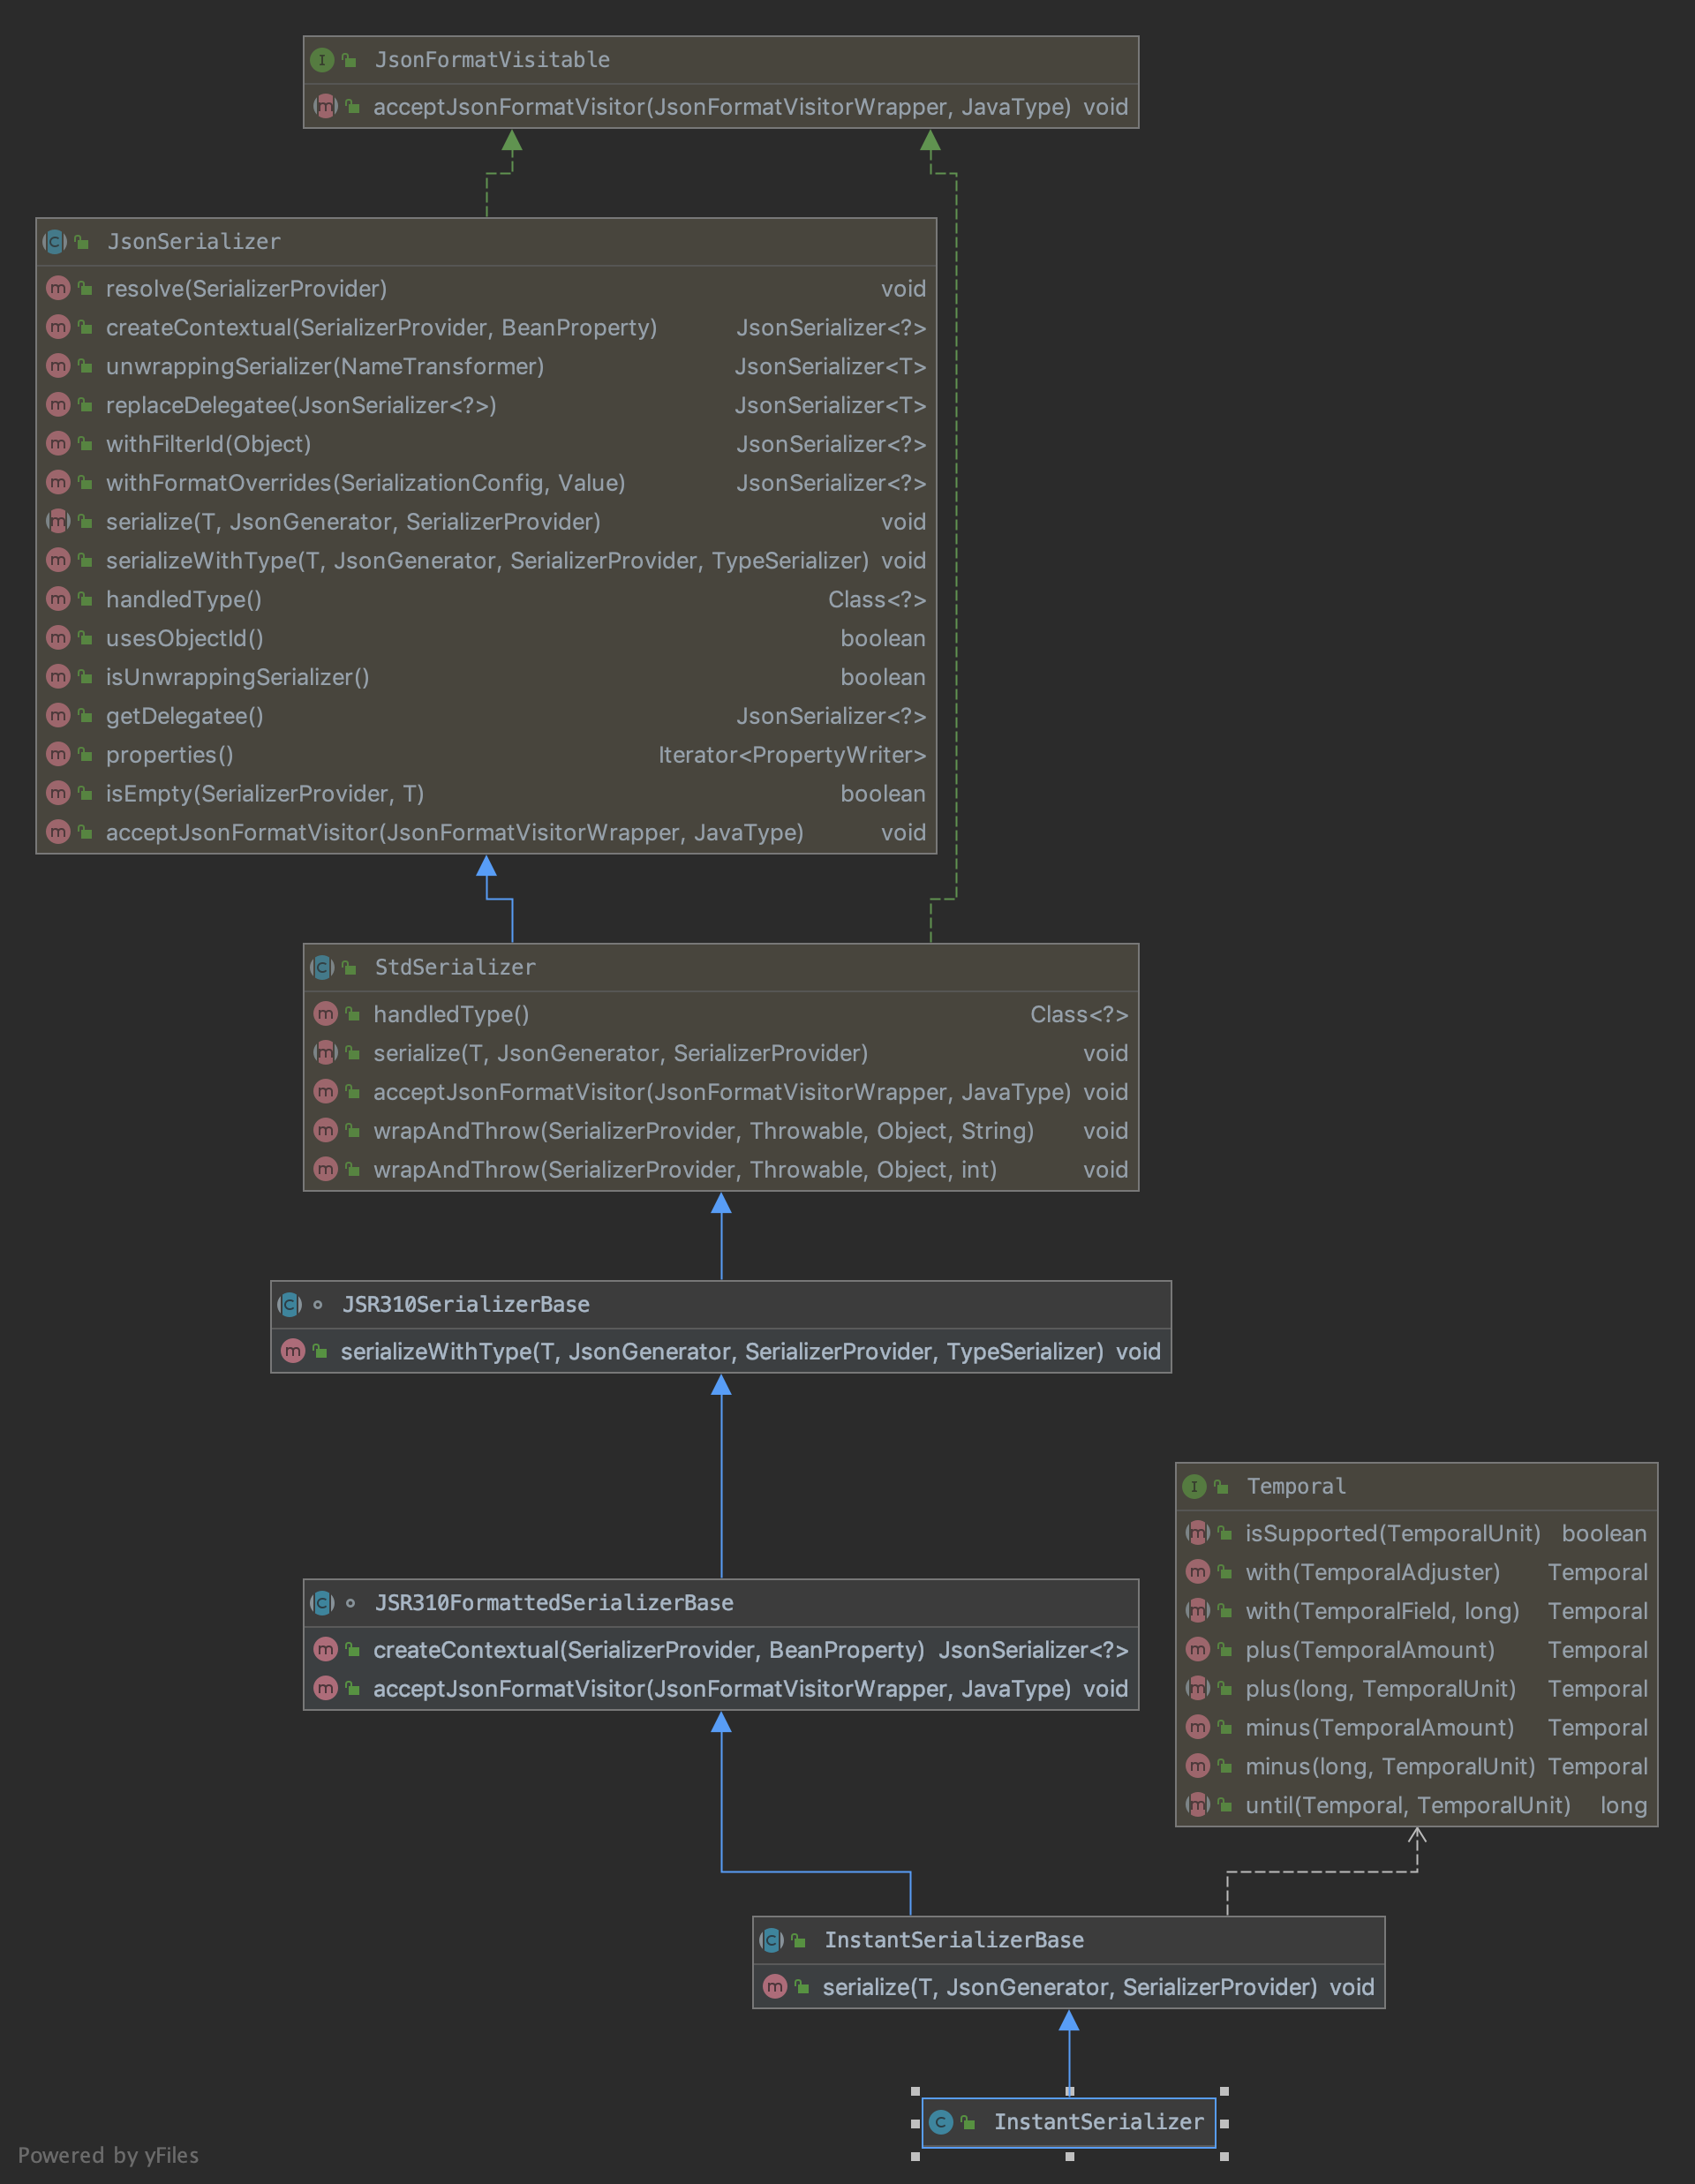 JsonFormatVisitable
acceptJsonFormatVisitor(JsonFormatVisitorWrapper, JavaType) void
JsonSerializer
resolve(SerializerProvider) void
createContextual(SerializerProvider, BeanProperty) JsonSerializer<?>
unwrappingSerializer(NameTransformer) JsonSerializer<T>
replaceDelegatee(JsonSerializer<?>) JsonSerializer<T>
withFilterId(Object) JsonSerializer<?>
withFormatOverrides(SerializationConfig, Value) JsonSerializer<?>
serialize(T, JsonGenerator, SerializerProvider) void
serializeWithType(T, JsonGenerator, SerializerProvider, TypeSerializer) void
handledType() Class<?>
usesObjectId() boolean
isUnwrappingSerializer() boolean
getDelegatee() JsonSerializer<?>
properties() Iterator<PropertyWriter>
isEmpty(SerializerProvider, T) boolean
acceptJsonFormatVisitor(JsonFormatVisitorWrapper, JavaType) void
StdSerializer
handledType() Class<?>
serialize(T, JsonGenerator, SerializerProvider) void
acceptJsonFormatVisitor(JsonFormatVisitorWrapper, JavaType) void
wrapAndThrow(SerializerProvider, Throwable, Object, String) void
wrapAndThrow(SerializerProvider, Throwable, Object, int) void
JSR310SerializerBase
serializeWithType(T, JsonGenerator, SerializerProvider, TypeSerializer) void
Temporal
isSupported(TemporalUnit) boolean
with(TemporalAdjuster) Temporal
with(TemporalField, long) Temporal
plus(TemporalAmount) Temporal
plus(long, TemporalUnit) Temporal
minus(TemporalAmount) Temporal
minus(long, TemporalUnit) Temporal
until(Temporal, TemporalUnit) long
JSR310FormattedSerializerBase
createContextual(SerializerProvider, BeanProperty) JsonSerializer<?>
acceptJsonFormatVisitor(JsonFormatVisitorWrapper, JavaType) void
InstantSerializerBase
serialize(T, JsonGenerator, SerializerProvider) void
InstantSerializer
Powered by yFiles